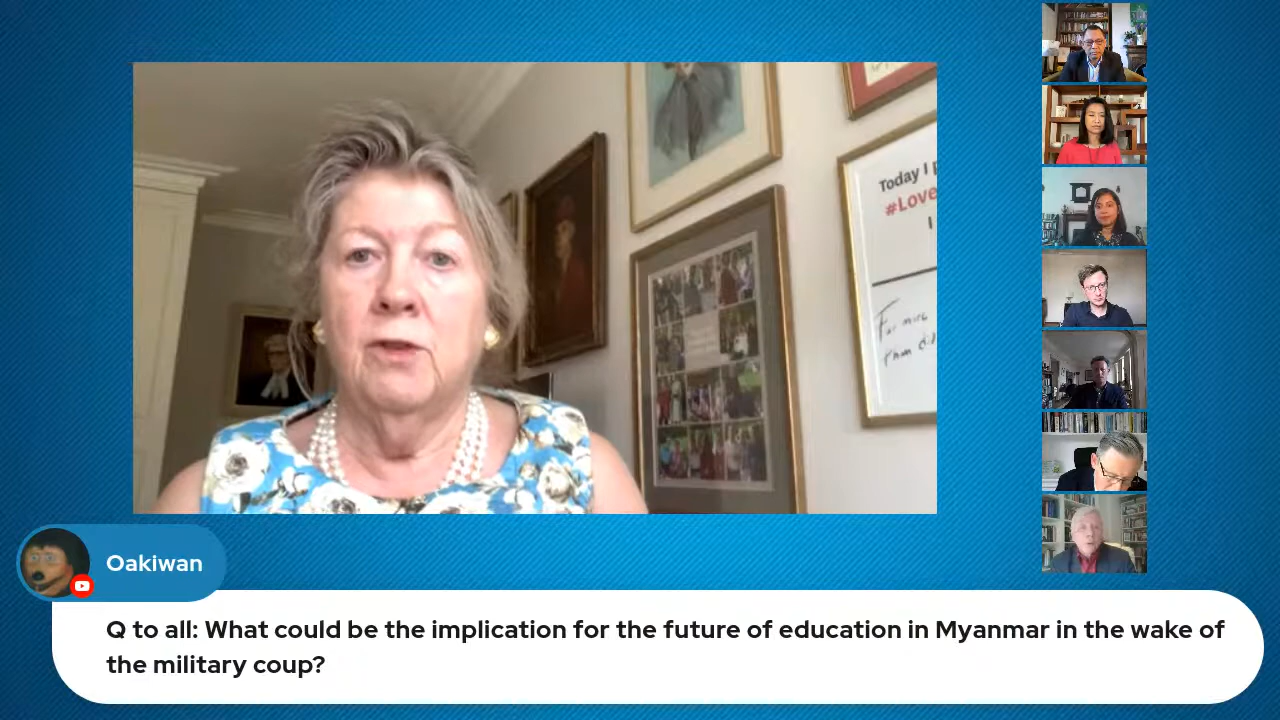 Today I
#Love
Oakiwan
Q to all: What could be the implication for the future of education in Myanmar in the wake of
the military coup?